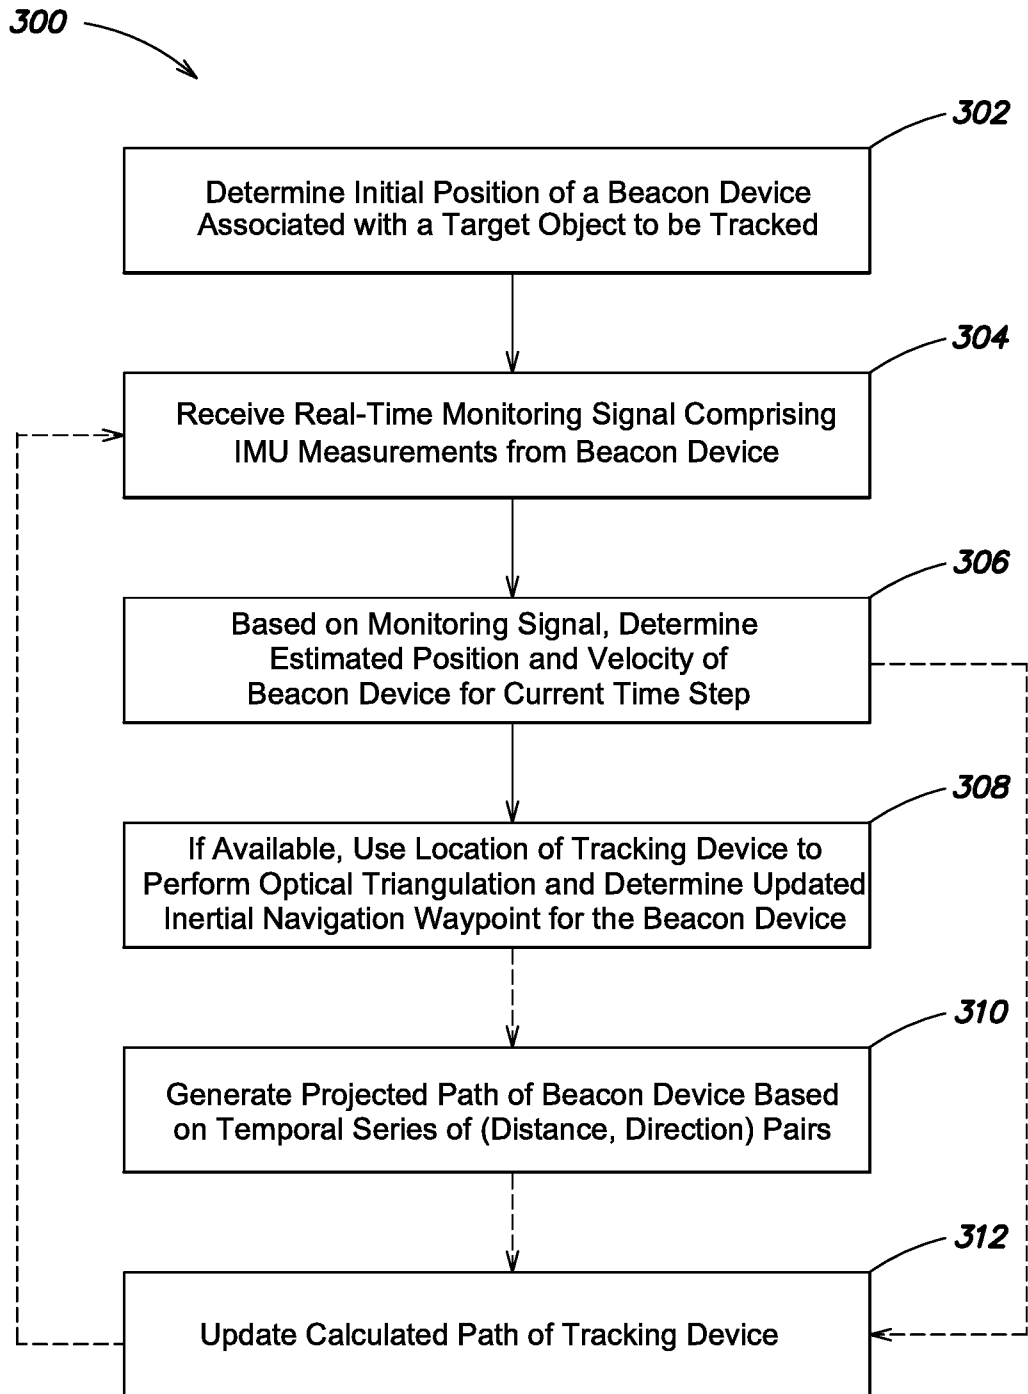 300
302
Determine Initial Position of a Beacon Device
Associated with a Target Object to be Tracked
304
Receive Real-Time Monitoring Signal Comprising
IMU Measurements from Beacon Device
306
Based on Monitoring Signal, Determine
Estimated Position and Velocity of
Beacon Device for Current Time Step
308
If Available, Use Location of Tracking Device to
Perform Optical Triangulation and Determine Updated
Inertial Navigation Waypoint for the Beacon Device
310
Generate Projected Path of Beacon Device Based
on Temporal Series of (Distance, Direction) Pairs
312
Update Calculated Path of Tracking Device